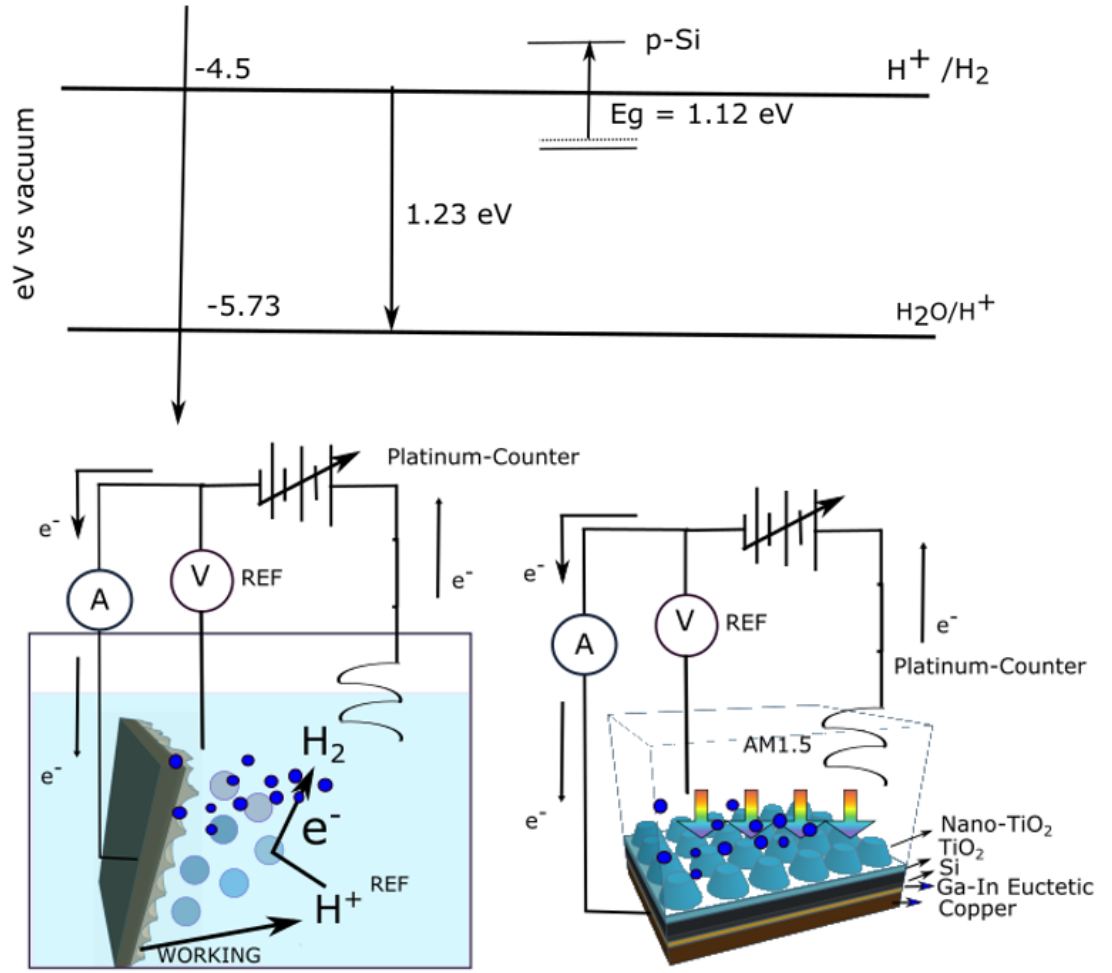 -4.5
p-Si
H⁺ /H₂
Eg = 1.12 eV
eV vs vacuum
1.23 eV
-5.73
H₂O/H⁺
Platinum-Counter
e⁻
V
REF
A
e⁻
e⁻
H₂
e⁻
REF
H⁺
WORKING
e⁻
V
REF
A
e⁻
Platinum-Counter
AM1.5
e⁻
Nano-TiO₂
TiO₂
Si
Ga-In Euctetic
Copper